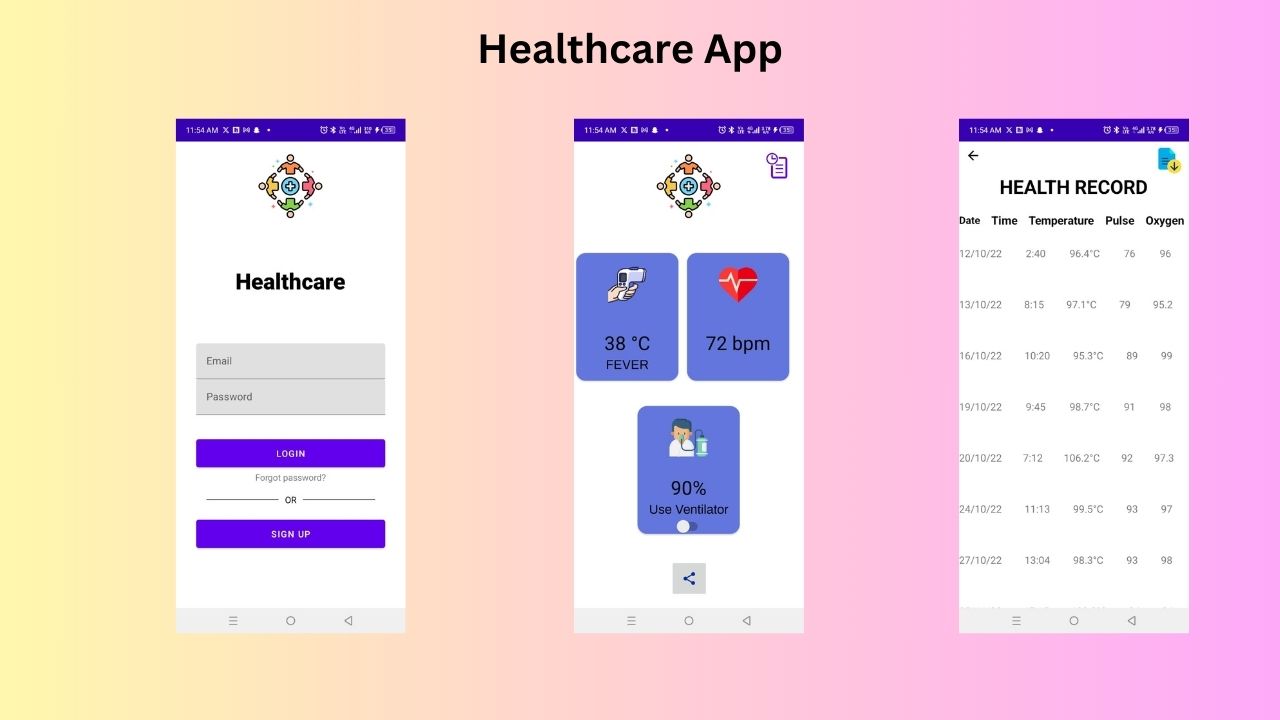 Healthcare App
11:54 AM
Healthcare
Email
Password
LOGIN
Forgot password?
OR
SIGN UP
11:54 AM
38 °C
FEVER
72 bpm
90%
Use Ventilator
11:54 AM
HEALTH RECORD
Date Time Temperature Pulse Oxygen
12/10/22 2:40 96.4°C 76 96
13/10/22 8:15 97.1°C 79 95.2
16/10/22 10:20 95.3°C 89 99
19/10/22 9:45 98.7°C 91 98
20/10/22 7:12 106.2°C 92 97.3
24/10/22 11:13 99.5°C 93 97
27/10/22 13:04 98.3°C 93 98